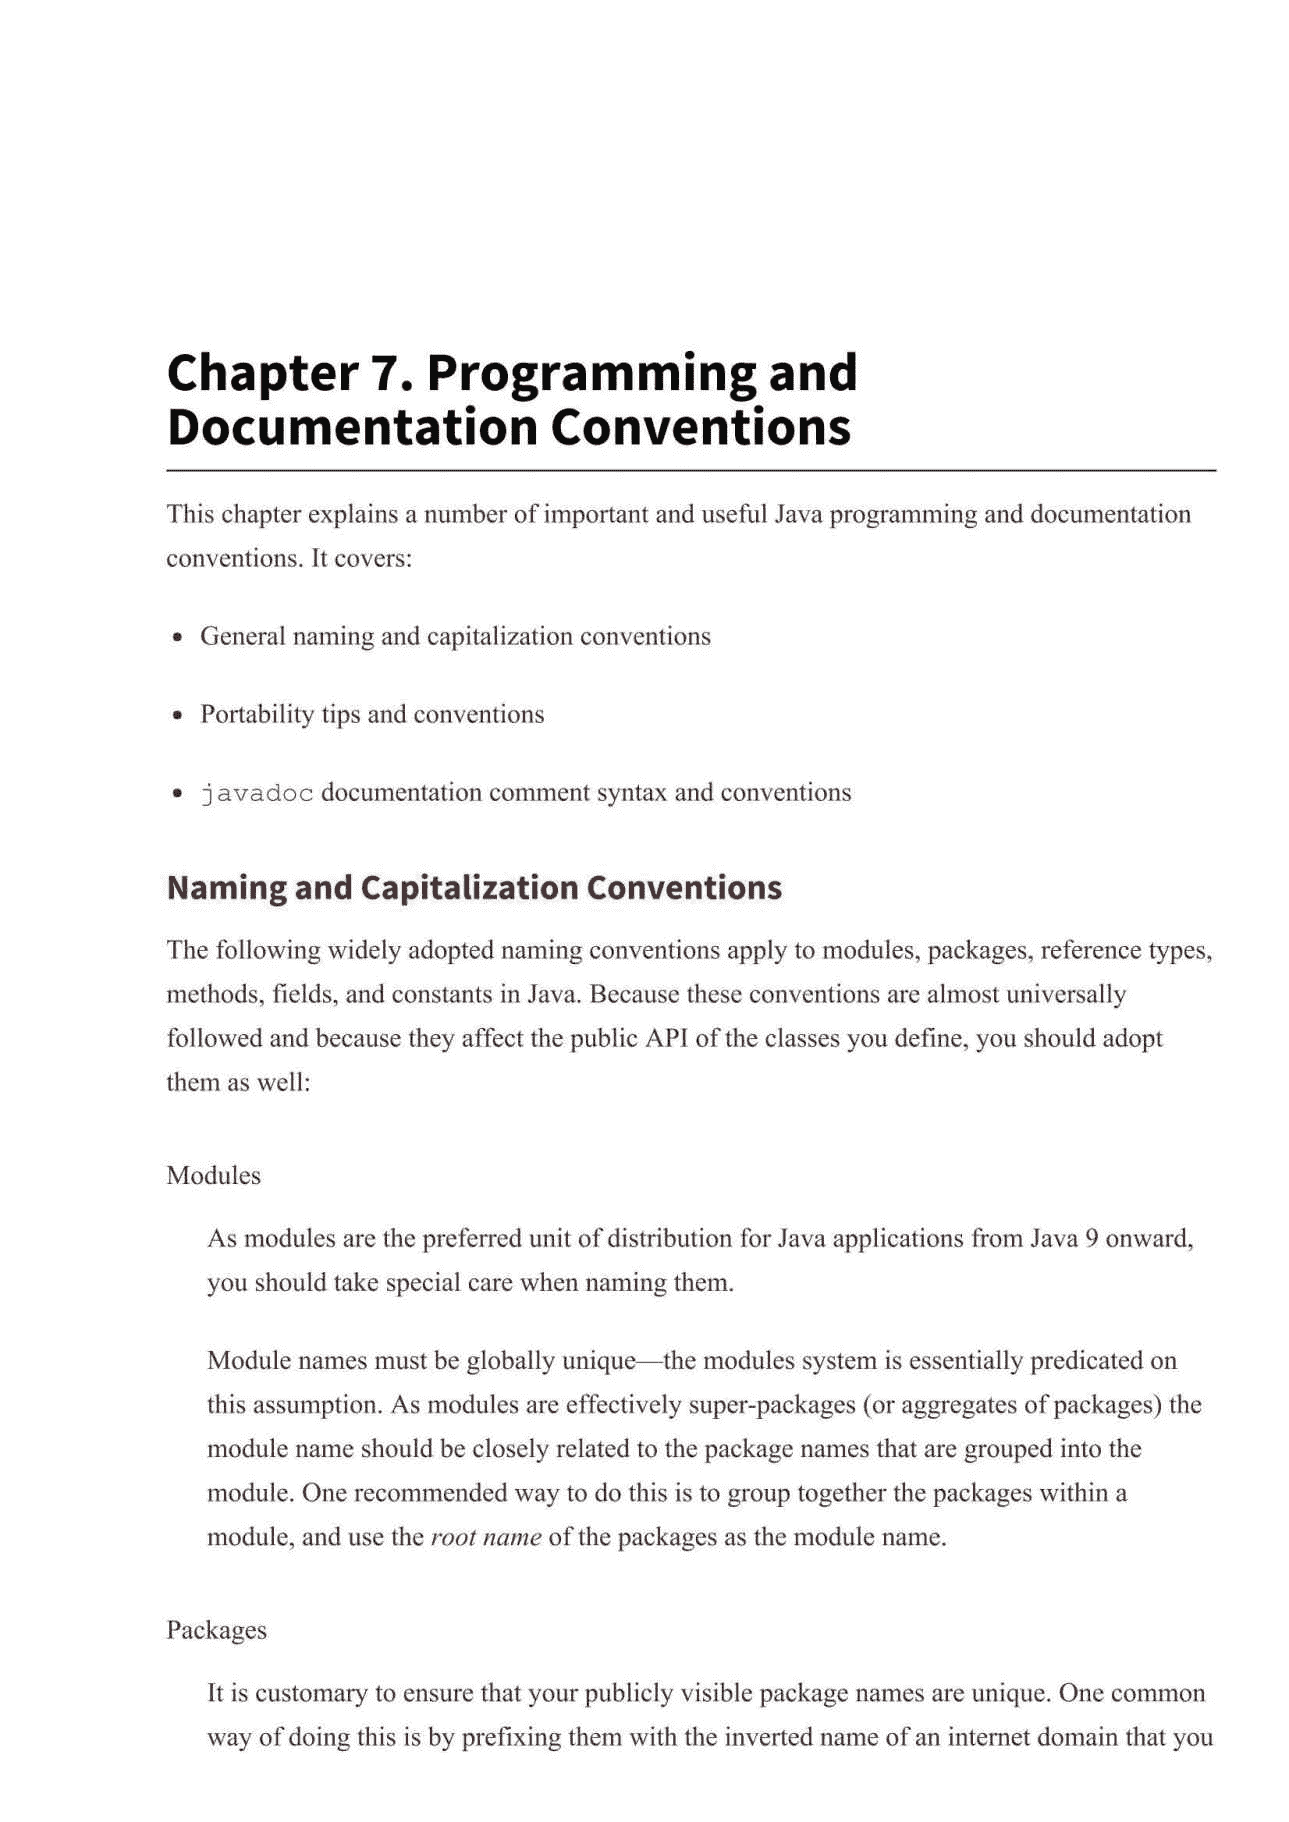 Chapter 7. Programming and
Documentation Conventions
This chapter explains a number of important and useful Java programming and documentation
conventions. It covers:
• General naming and capitalization conventions
• Portability tips and conventions
• javadoc documentation comment syntax and conventions
Naming and Capitalization Conventions
The following widely adopted naming conventions apply to modules, packages, reference types,
methods, fields, and constants in Java. Because these conventions are almost universally
followed and because they affect the public API of the classes you define, you should adopt
them as well:
Modules
As modules are the preferred unit of distribution for Java applications from Java 9 onward,
you should take special care when naming them.
Module names must be globally unique—the modules system is essentially predicated on
this assumption. As modules are effectively super-packages (or aggregates of packages) the
module name should be closely related to the package names that are grouped into the
module. One recommended way to do this is to group together the packages within a
module, and use the root name of the packages as the module name.
Packages
It is customary to ensure that your publicly visible package names are unique. One common
way of doing this is by prefixing them with the inverted name of an internet domain that you